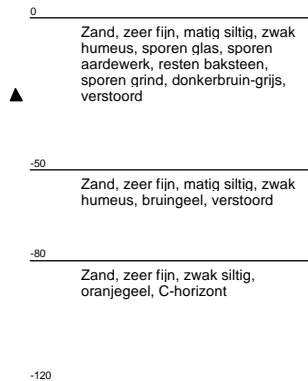 0
Zand, zeer fijn, matig siltig, zwak
humeus, sporen glas, sporen
aardewerk, resten baksteen,
sporen grind, donkerbruin-grijs,
verstoord
-50
Zand, zeer fijn, matig siltig, zwak
humeus, bruingeel, verstoord
-80
Zand, zeer fijn, zwak siltig,
oranjegeel, C-horizont
-120